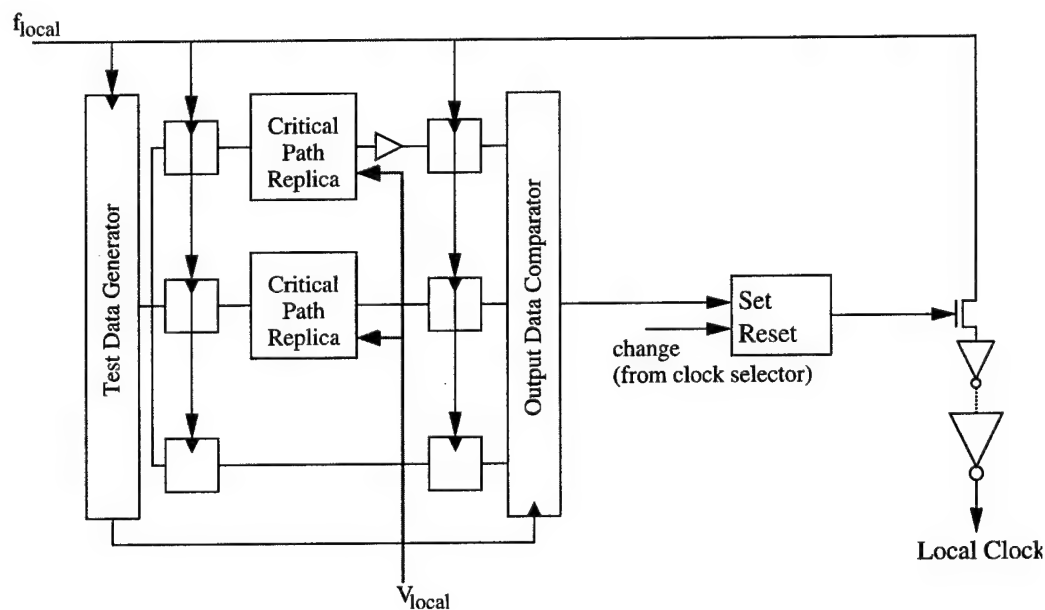 f_local
Critical
Path
Replica
Test Data Generator
Critical
Path
Replica
Output Data Comparator
Set
Reset
change
(from clock selector)
Local Clock
V_local